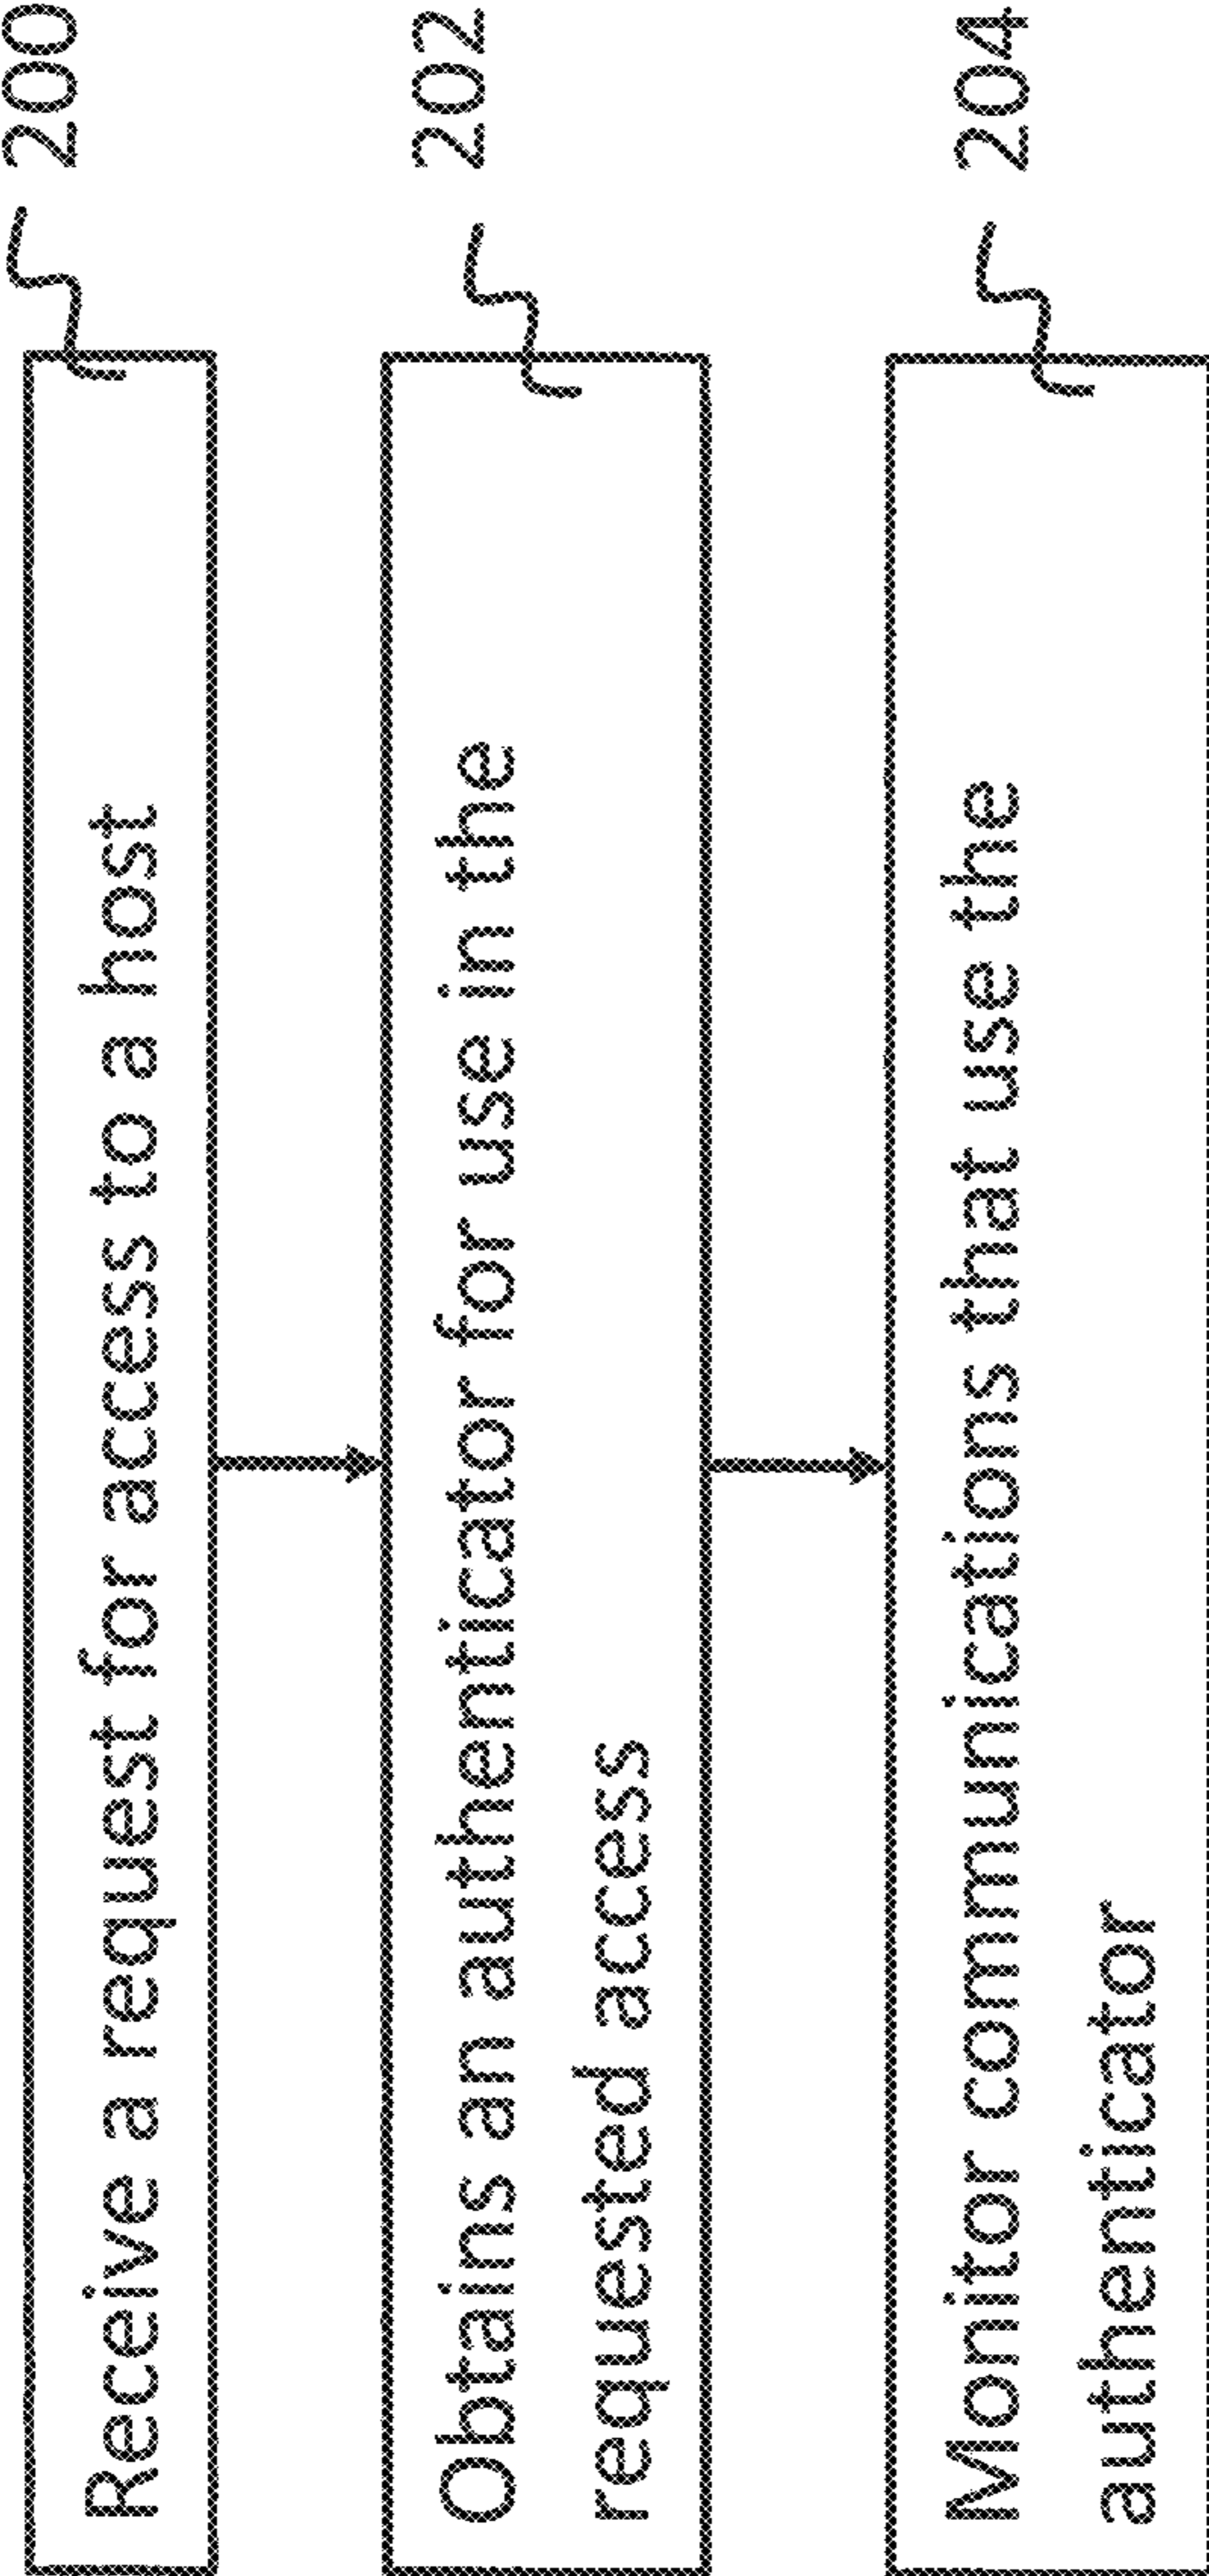 Receive a request for access to a host
200
Obtains an authenticator for use in the
requested access
202
Monitor communications that use the
authenticator
204